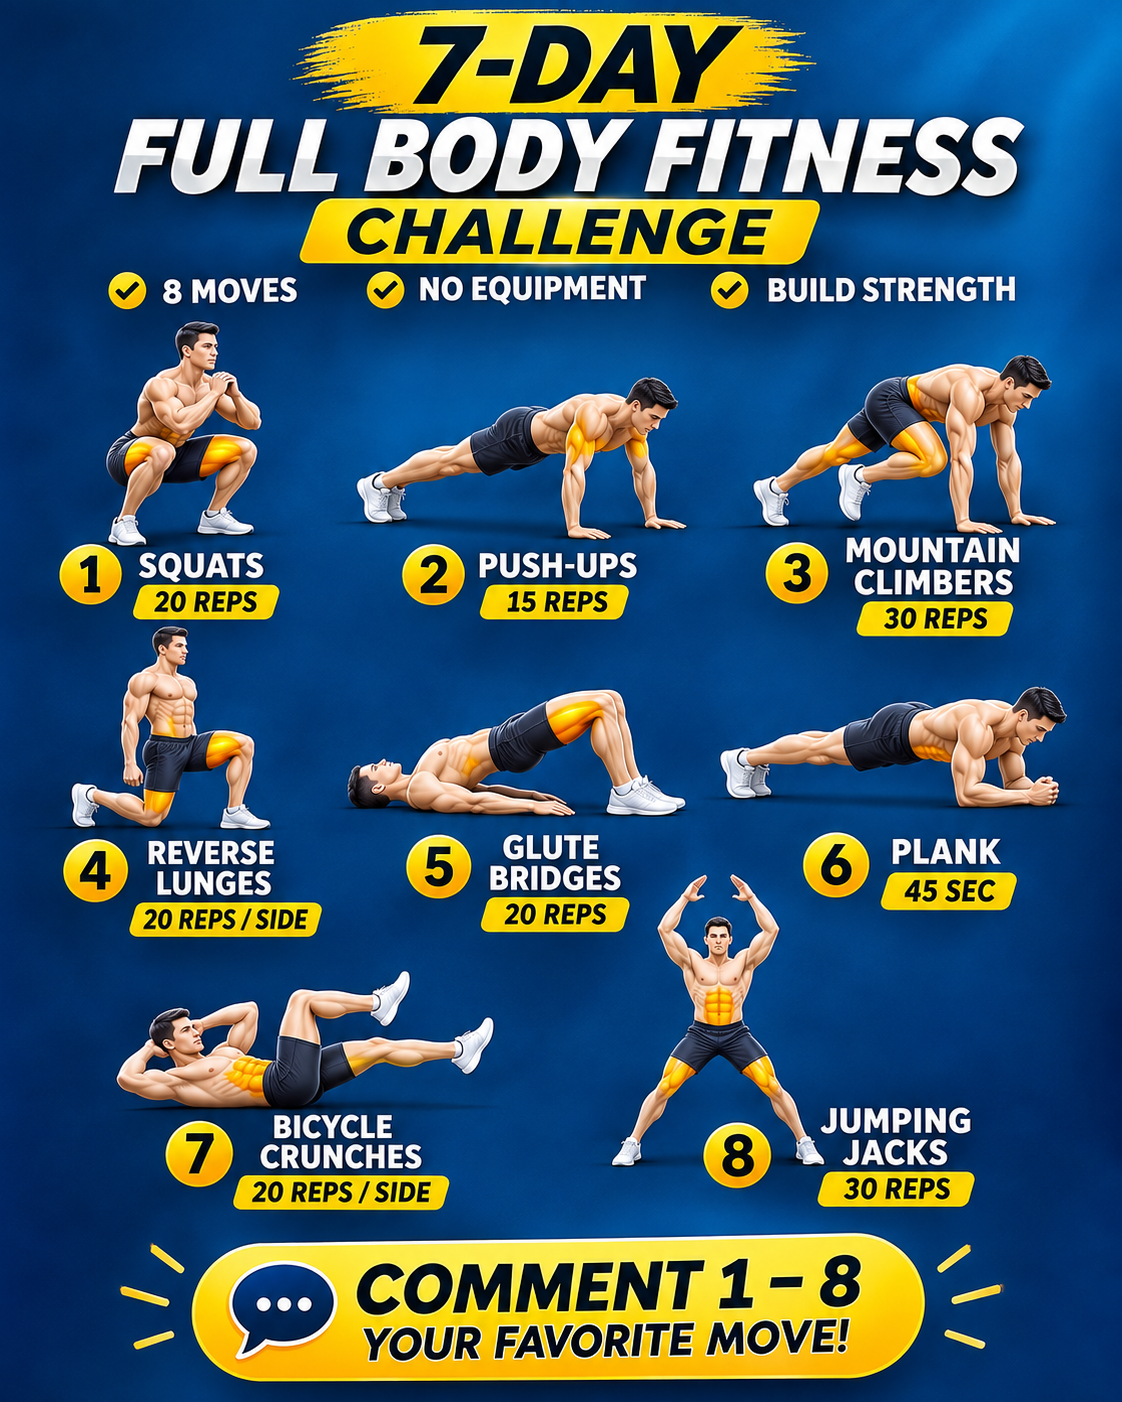 7-DAY
FULL BODY FITNESS
CHALLENGE
8 MOVES
NO EQUIPMENT
BUILD STRENGTH
1
SQUATS
20 REPS
2
PUSH-UPS
15 REPS
3
MOUNTAIN
CLIMBERS
30 REPS
4
REVERSE
LUNGES
20 REPS / SIDE
5
GLUTE
BRIDGES
20 REPS
6
PLANK
45 SEC
7
BICYCLE
CRUNCHES
20 REPS / SIDE
8
JUMPING
JACKS
30 REPS
COMMENT 1 – 8
YOUR FAVORITE MOVE!